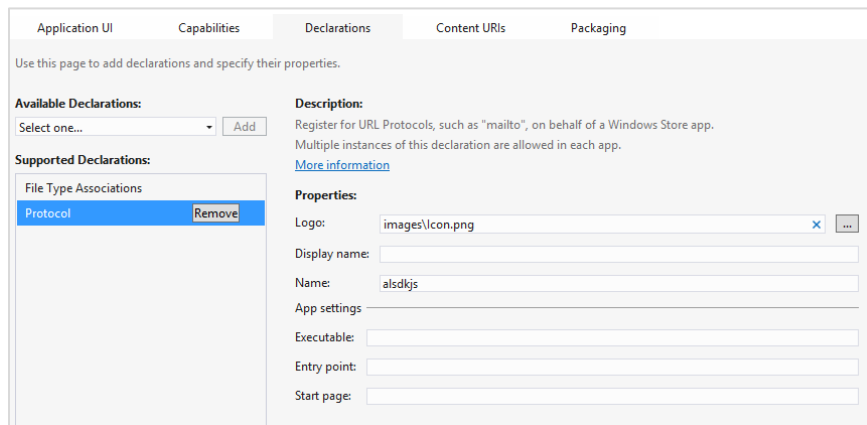 Application UI Capabilities Declarations Content URIs Packaging
Use this page to add declarations and specify their properties.
Available Declarations:
Select one... Add
Supported Declarations:
File Type Associations
Protocol Remove
Description:
Register for URL Protocols, such as "mailto", on behalf of a Windows Store app.
Multiple instances of this declaration are allowed in each app.
More information
Properties:
Logo: images\Icon.png ...
Display name:
Name: alsdkjs
App settings
Executable:
Entry point:
Start page: